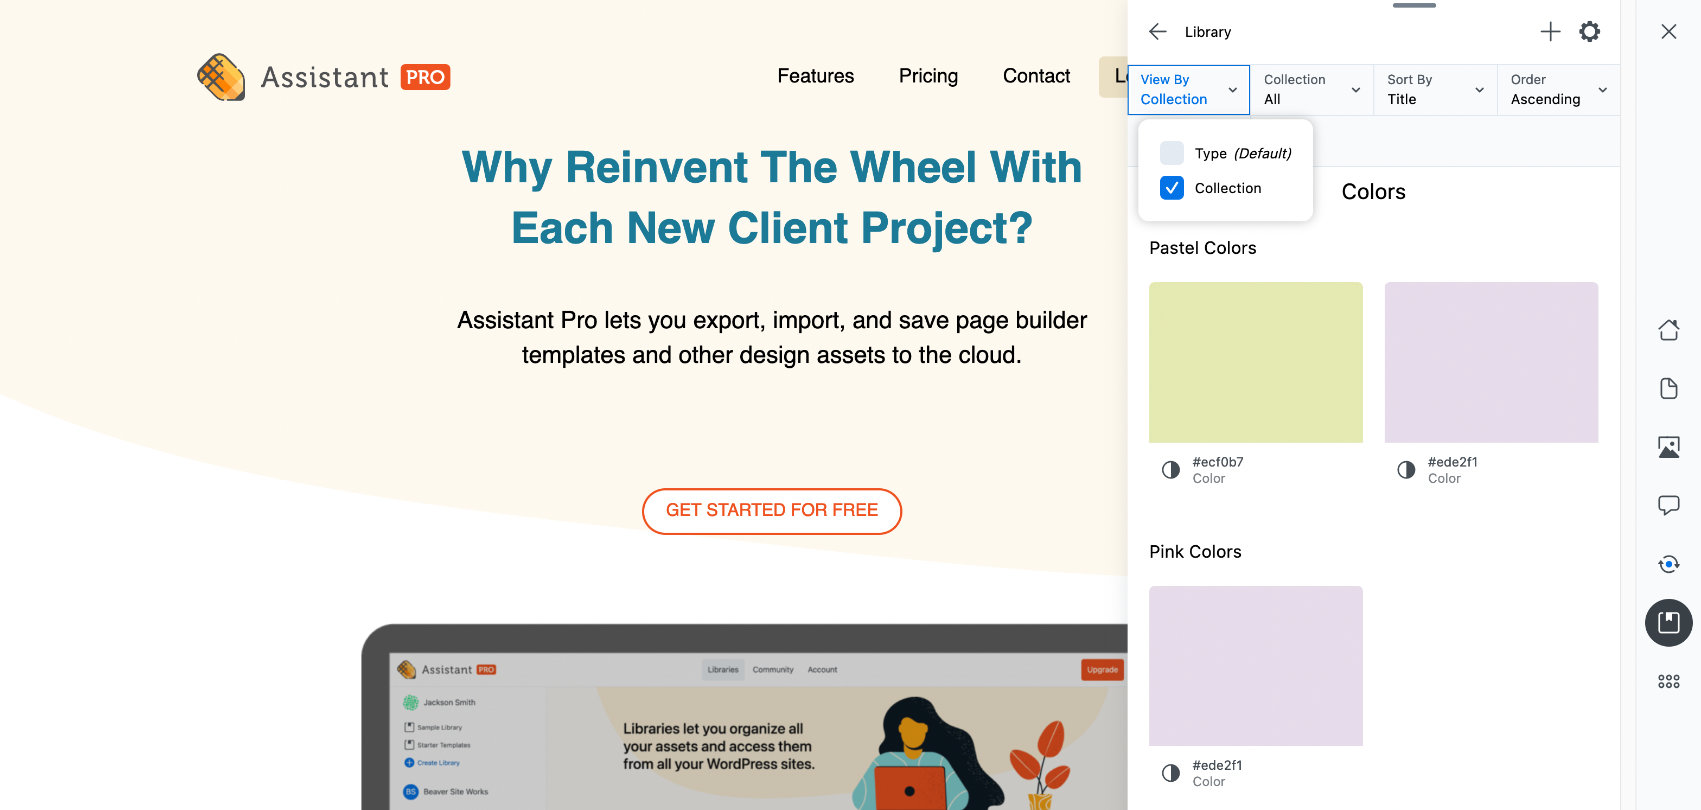 Assistant PRO
Features
Pricing
Contact
Why Reinvent The Wheel With
Each New Client Project?
Assistant Pro lets you export, import, and save page builder
templates and other design assets to the cloud.
GET STARTED FOR FREE
Assistant PRO
Libraries
Community
Account
Upgrade
Jackson Smith
Sample Library
Starter Templates
Create Library
BS Beaver Site Works
Libraries let you organize all
your assets and access them
from all your WordPress sites.
Library
View By
Collection
Collection
All
Sort By
Title
Order
Ascending
Type (Default)
Collection
Colors
Pastel Colors
#ecf0b7
Color
#ede2f1
Color
Pink Colors
#ede2f1
Color